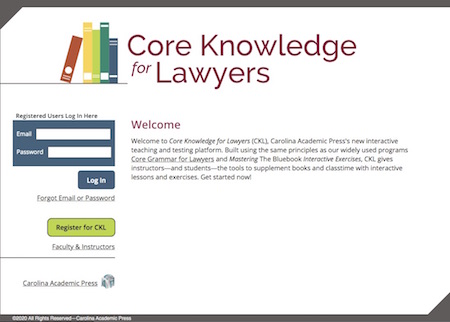 Core Knowledge
for Lawyers
Registered Users Log In Here
Email
Password
Log In
Forgot Email or Password
Register for CKL
Faculty & Instructors
Carolina Academic Press
Welcome
Welcome to Core Knowledge for Lawyers (CKL), Carolina Academic Press's new interactive
teaching and testing platform. Built using the same principles as our widely used programs
Core Grammar for Lawyers and Mastering The Bluebook Interactive Exercises, CKL gives
instructors—and students—the tools to supplement books and classtime with interactive
lessons and exercises. Get started now!
©2020 All Rights Reserved – Carolina Academic Press